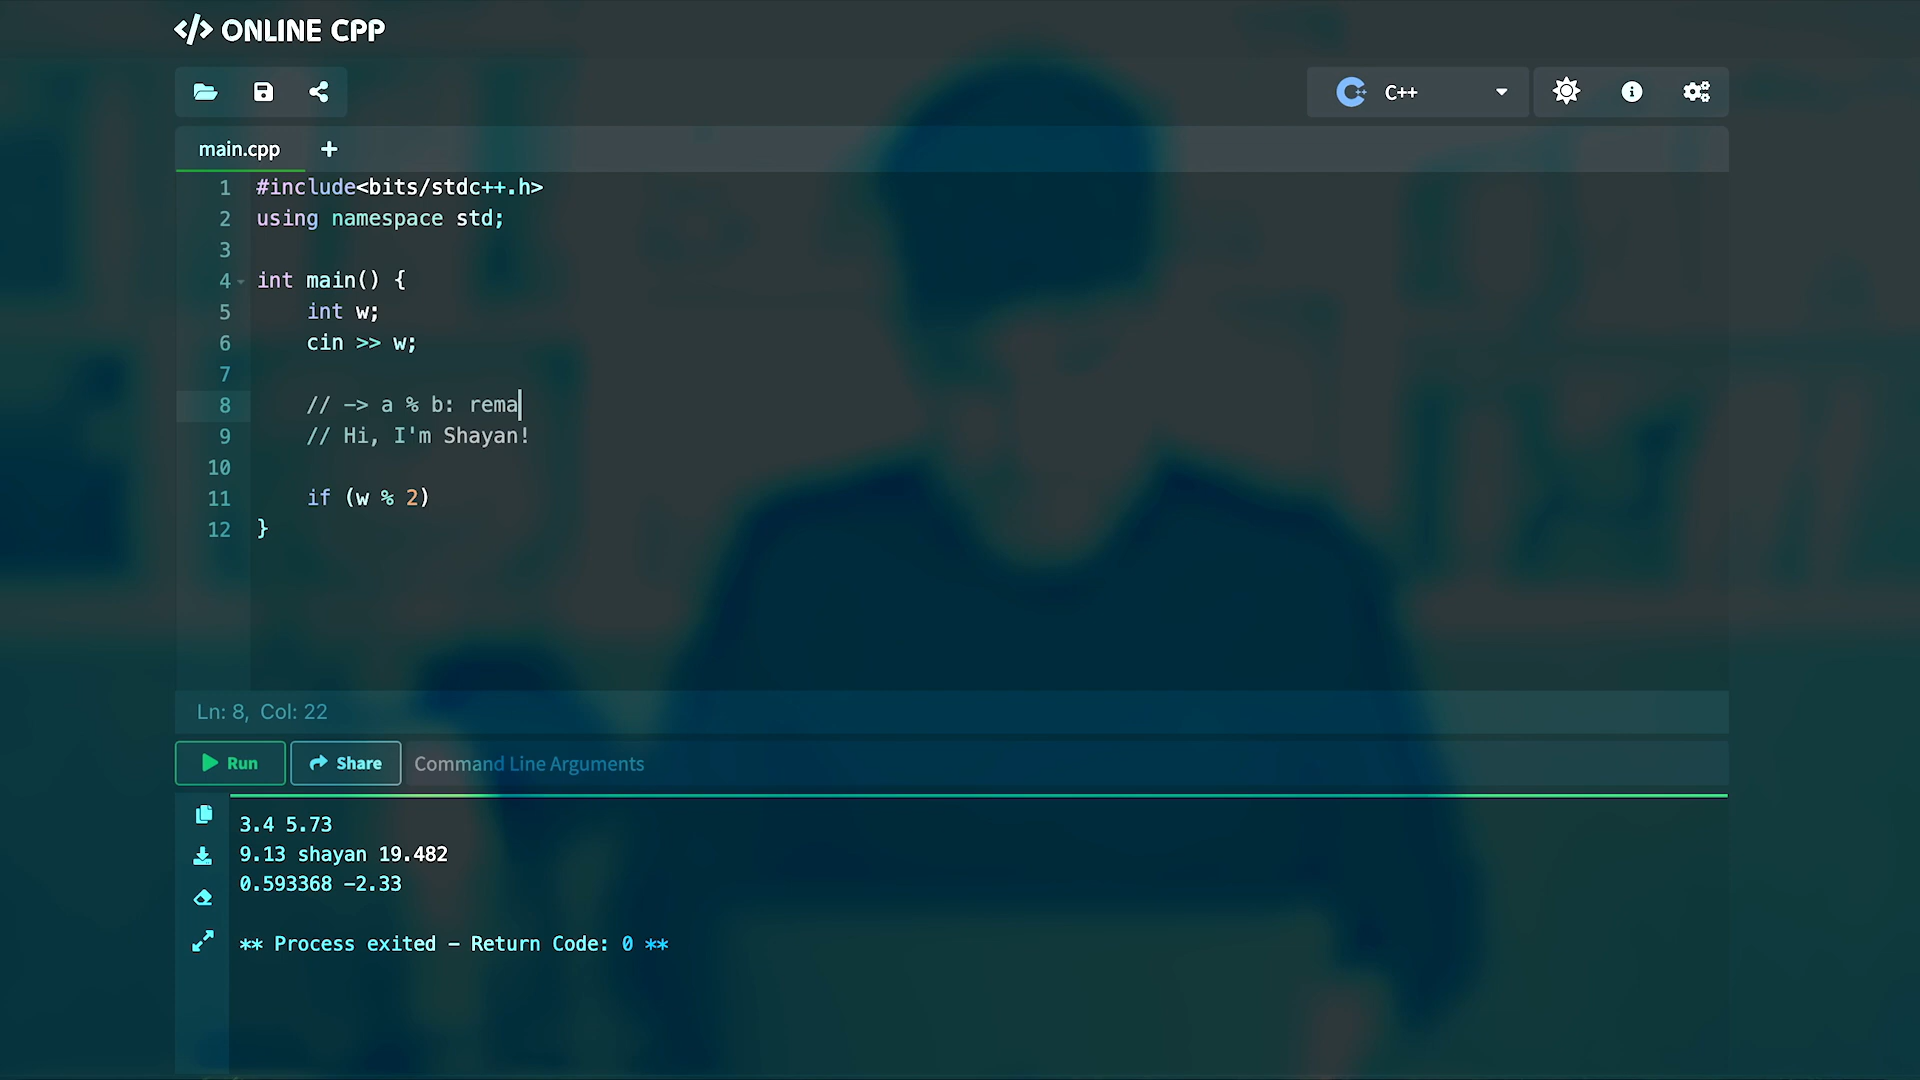 </> ONLINE CPP
C++
main.cpp +
1 #include<bits/stdc++.h>
2 using namespace std;
3
4 int main() {
5 int w;
6 cin >> w;
7
8 // –> a % b: rema
9 // Hi, I'm Shayan!
10
11 if (w % 2)
12 }
Ln: 8, Col: 22
Run Share Command Line Arguments
3.4 5.73
9.13 shayan 19.482
0.593368 –2.33
** Process exited – Return Code: 0 **